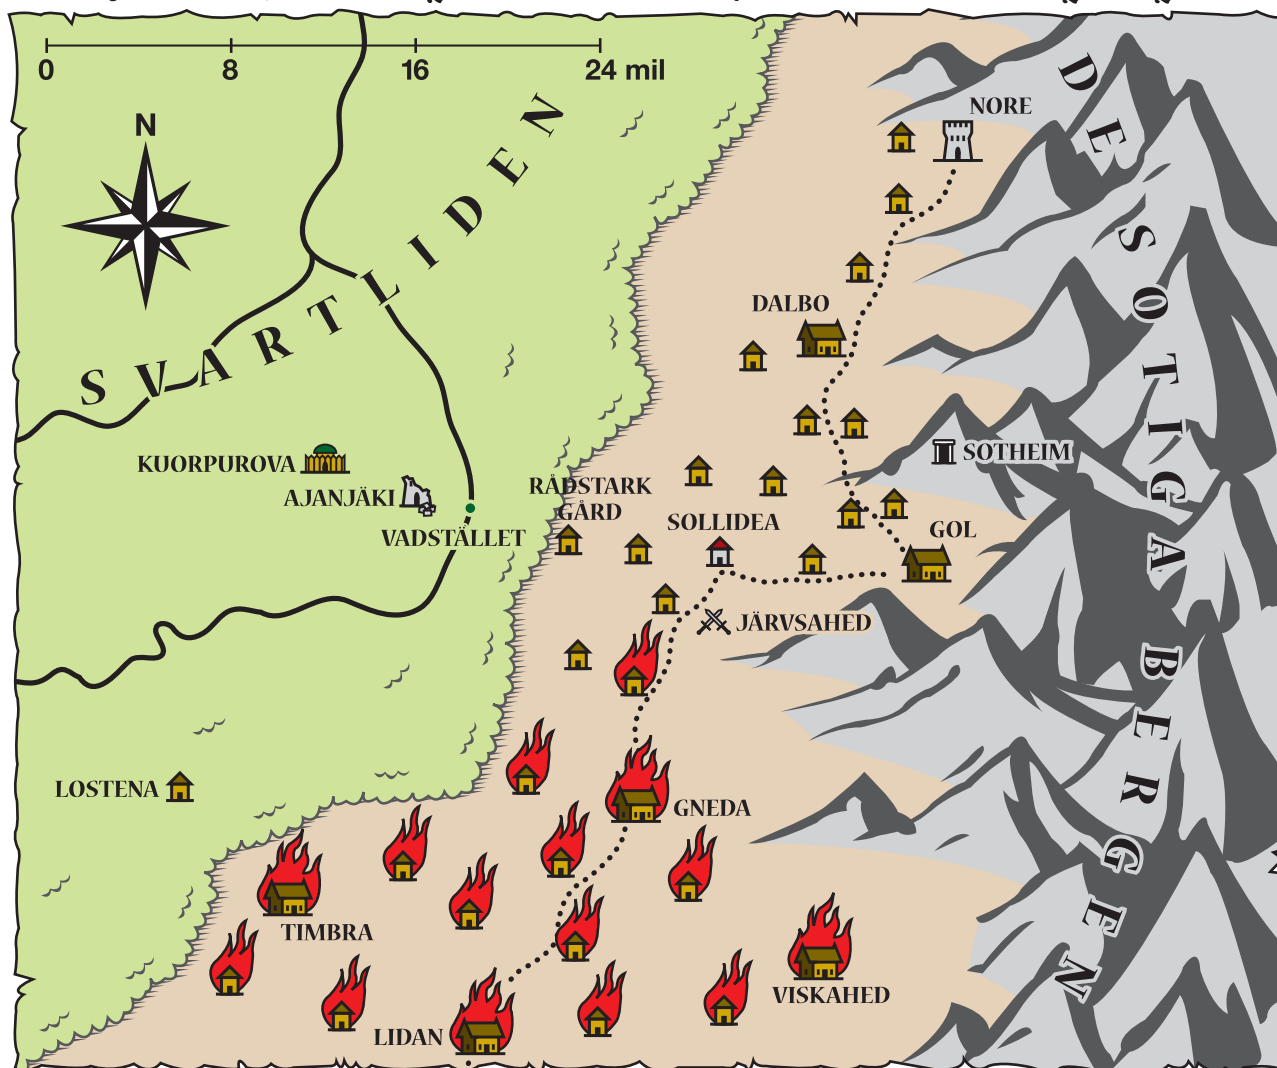 0 8 16 24 mil
N
NORE
DALBO
SVARTLIDEN
DE SOTIGA BERGEN
KUORPUROVA
AJANJÄKI
VADSTÄLLET
RÅDSTARK
GÅRD
SOLLIDEA
SOTHEIM
GOL
JÄRVSAHED
LOSTENA
GNEDA
TIMBRA
VISKAHED
LIDAN